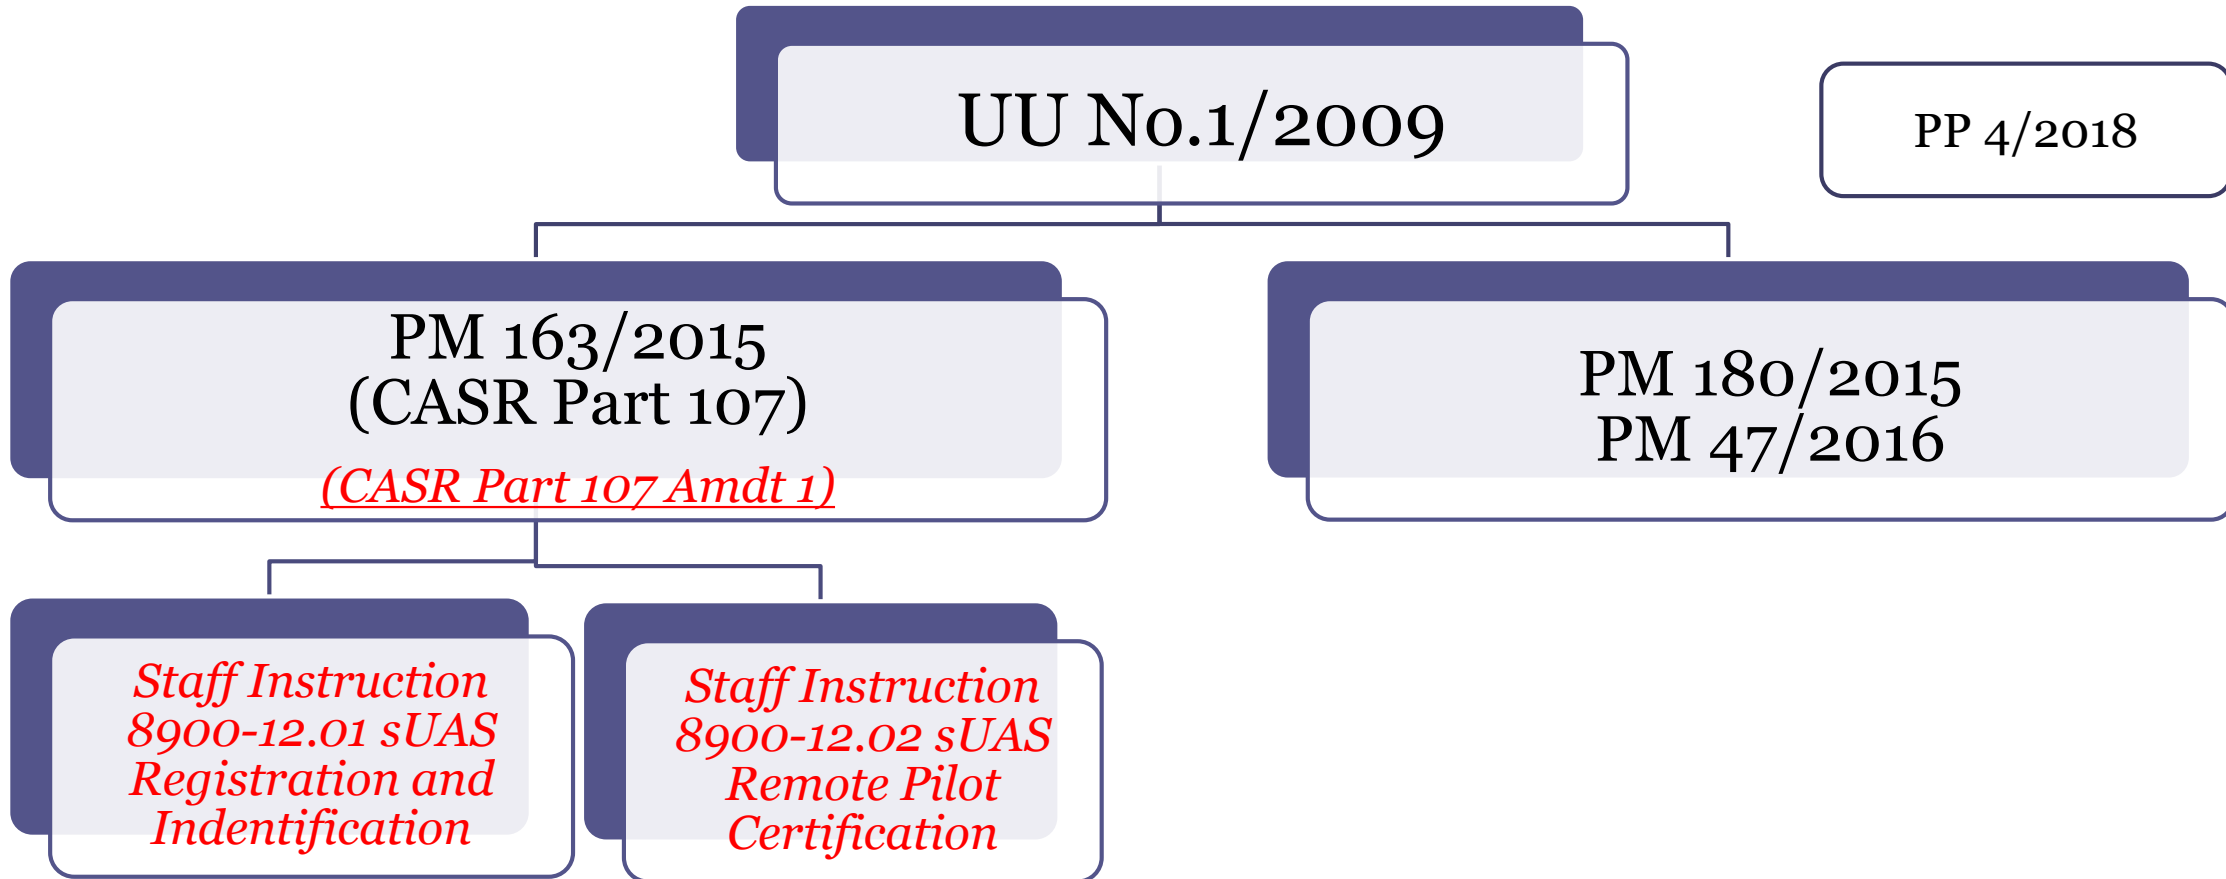 UU No.1/2009
PP 4/2018
PM 163/2015
(CASR Part 107)
(CASR Part 107 Amdt 1)
PM 180/2015
PM 47/2016
Staff Instruction
8900-12.01 sUAS
Registration and
Indentification
Staff Instruction
8900-12.02 sUAS
Remote Pilot
Certification